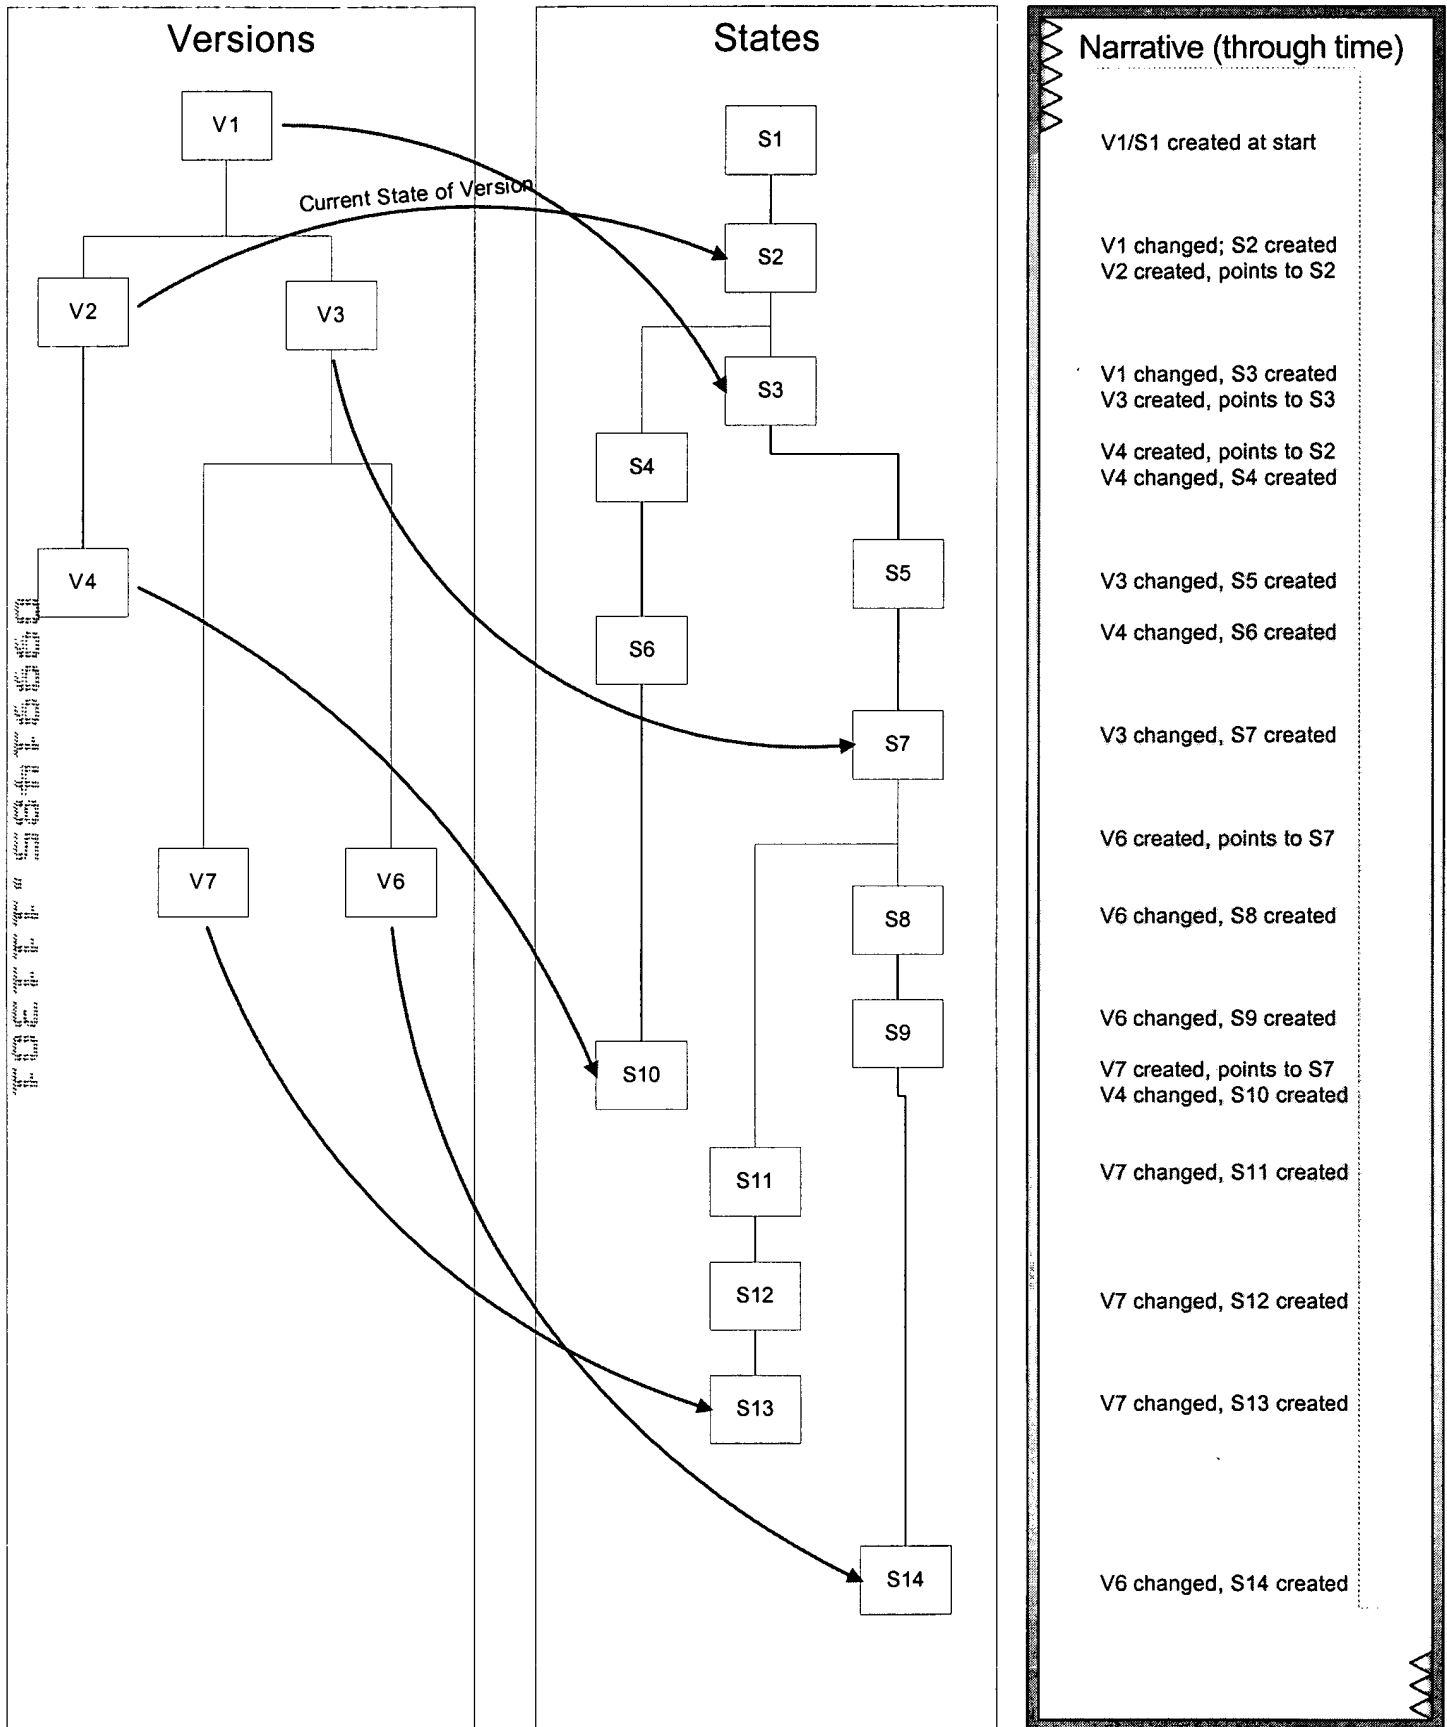 Versions
States
Narrative (through time)
V1
S1
V1/S1 created at start
Current State of Version
S2
V1 changed; S2 created
V2 created, points to S2
V2
V3
S3
V1 changed, S3 created
V3 created, points to S3
S4
V4 created, points to S2
V4 changed, S4 created
V4
S5
V3 changed, S5 created
S6
V4 changed, S6 created
S7
V3 changed, S7 created
V6 created, points to S7
V7
V6
S8
V6 changed, S8 created
S9
V6 changed, S9 created
S10
V7 created, points to S7
V4 changed, S10 created
S11
V7 changed, S11 created
S12
V7 changed, S12 created
S13
V7 changed, S13 created
S14
V6 changed, S14 created